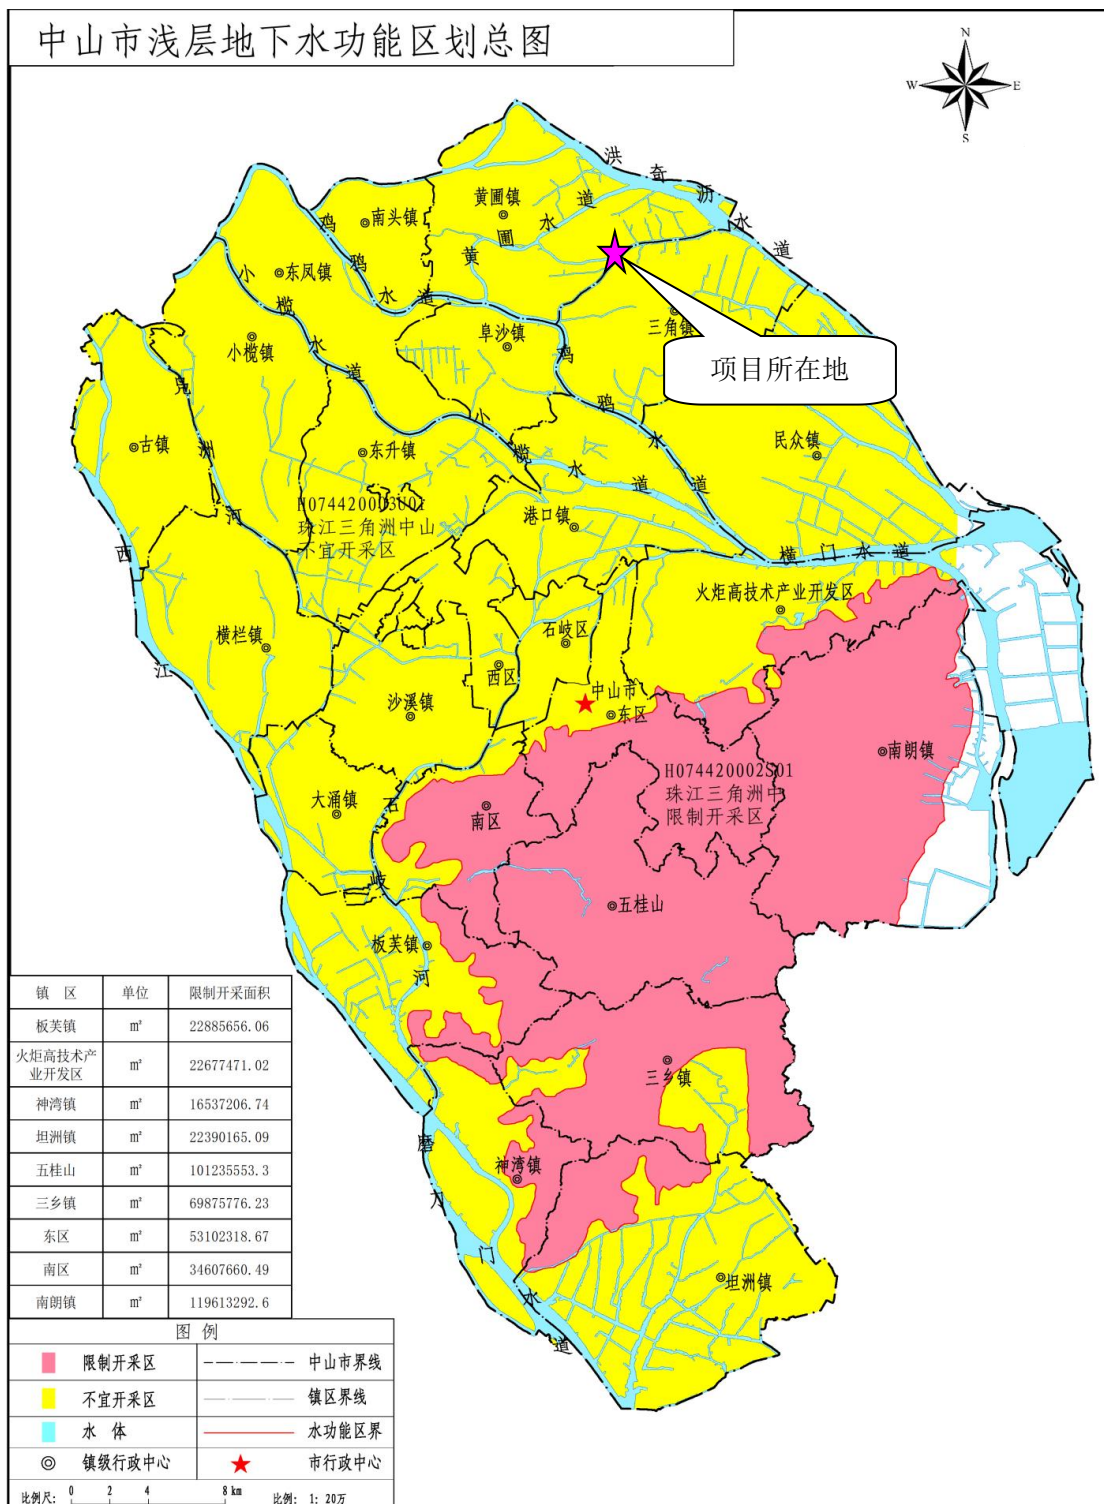 中山市浅层地下水功能区划总图
N
W
E
S
洪奇沥水道
黄圃镇
南头镇
黄圃水道
鸡鸦水道
东凤镇
小榄水道
小榄镇
阜沙镇
三角镇
项目所在地
鸡鸦水道
凫洲河
古镇
东升镇
小榄水道
民众镇
H074420003U01
珠江三角洲中山
不宜开采区
港口镇
横门水道
西江
火炬高技术产业开发区
横栏镇
石岐区
西区
沙溪镇
中山市
东区
南朗镇
H074420002S01
珠江三角洲中
限制开采区
大涌镇
南区
石岐河
五桂山
板芙镇
三乡镇
磨刀门水道
神湾镇
坦洲镇
镇 区 单位 限制开采面积
板芙镇 m² 22885656.06
火炬高技术产
业开发区 m² 22677471.02
神湾镇 m² 16537206.74
坦洲镇 m² 22390165.09
五桂山 m² 101235553.3
三乡镇 m² 69875776.23
东区 m² 53102318.67
南区 m² 34607660.49
南朗镇 m² 119613292.6
图 例
限制开采区 中山市界线
不宜开采区 镇区界线
水 体 水功能区界
镇级行政中心 市行政中心
比例尺: 0 2 4 8 km 比例: 1: 20万